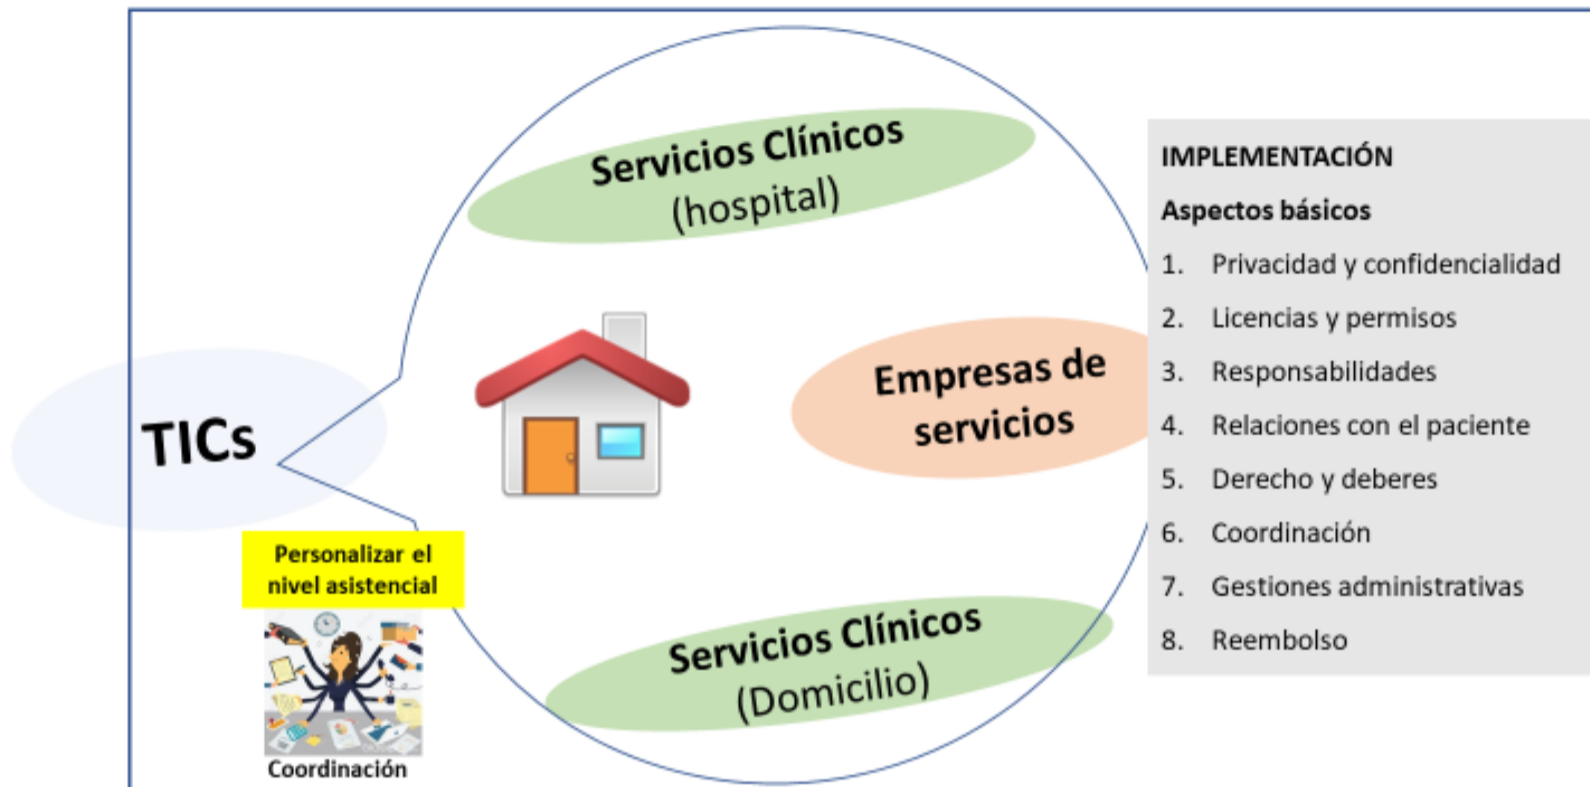 Servicios Clínicos
(hospital)
TICs
Empresas de
servicios
Personalizar el
nivel asistencial
Coordinación
Servicios Clínicos
(Domicilio)
IMPLEMENTACIÓN
Aspectos básicos
1. Privacidad y confidencialidad
2. Licencias y permisos
3. Responsabilidades
4. Relaciones con el paciente
5. Derecho y deberes
6. Coordinación
7. Gestiones administrativas
8. Reembolso